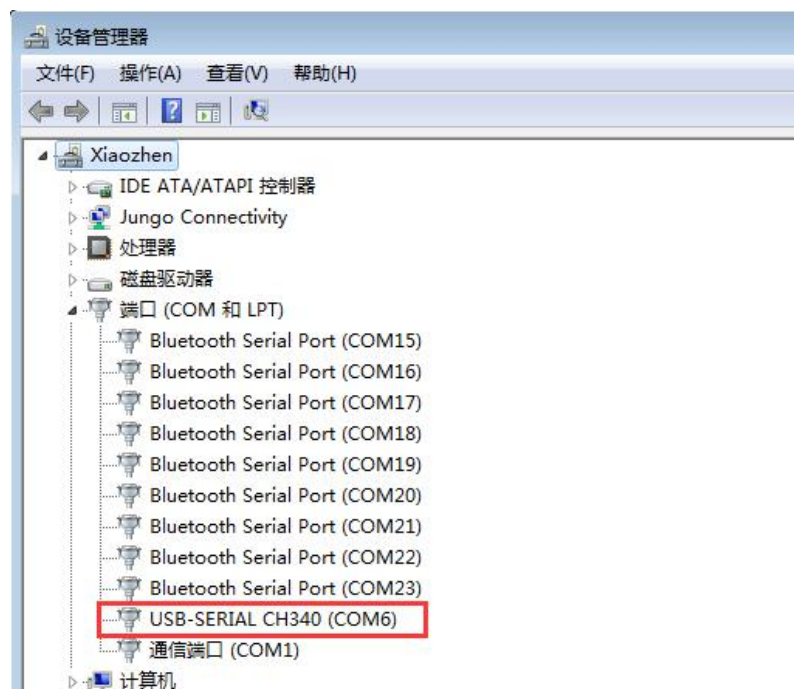 设备管理器
文件(F) 操作(A) 查看(V) 帮助(H)
Xiaozhen
IDE ATA/ATAPI 控制器
Jungo Connectivity
处理器
磁盘驱动器
端口 (COM 和 LPT)
Bluetooth Serial Port (COM15)
Bluetooth Serial Port (COM16)
Bluetooth Serial Port (COM17)
Bluetooth Serial Port (COM18)
Bluetooth Serial Port (COM19)
Bluetooth Serial Port (COM20)
Bluetooth Serial Port (COM21)
Bluetooth Serial Port (COM22)
Bluetooth Serial Port (COM23)
USB-SERIAL CH340 (COM6)
通信端口 (COM1)
计算机